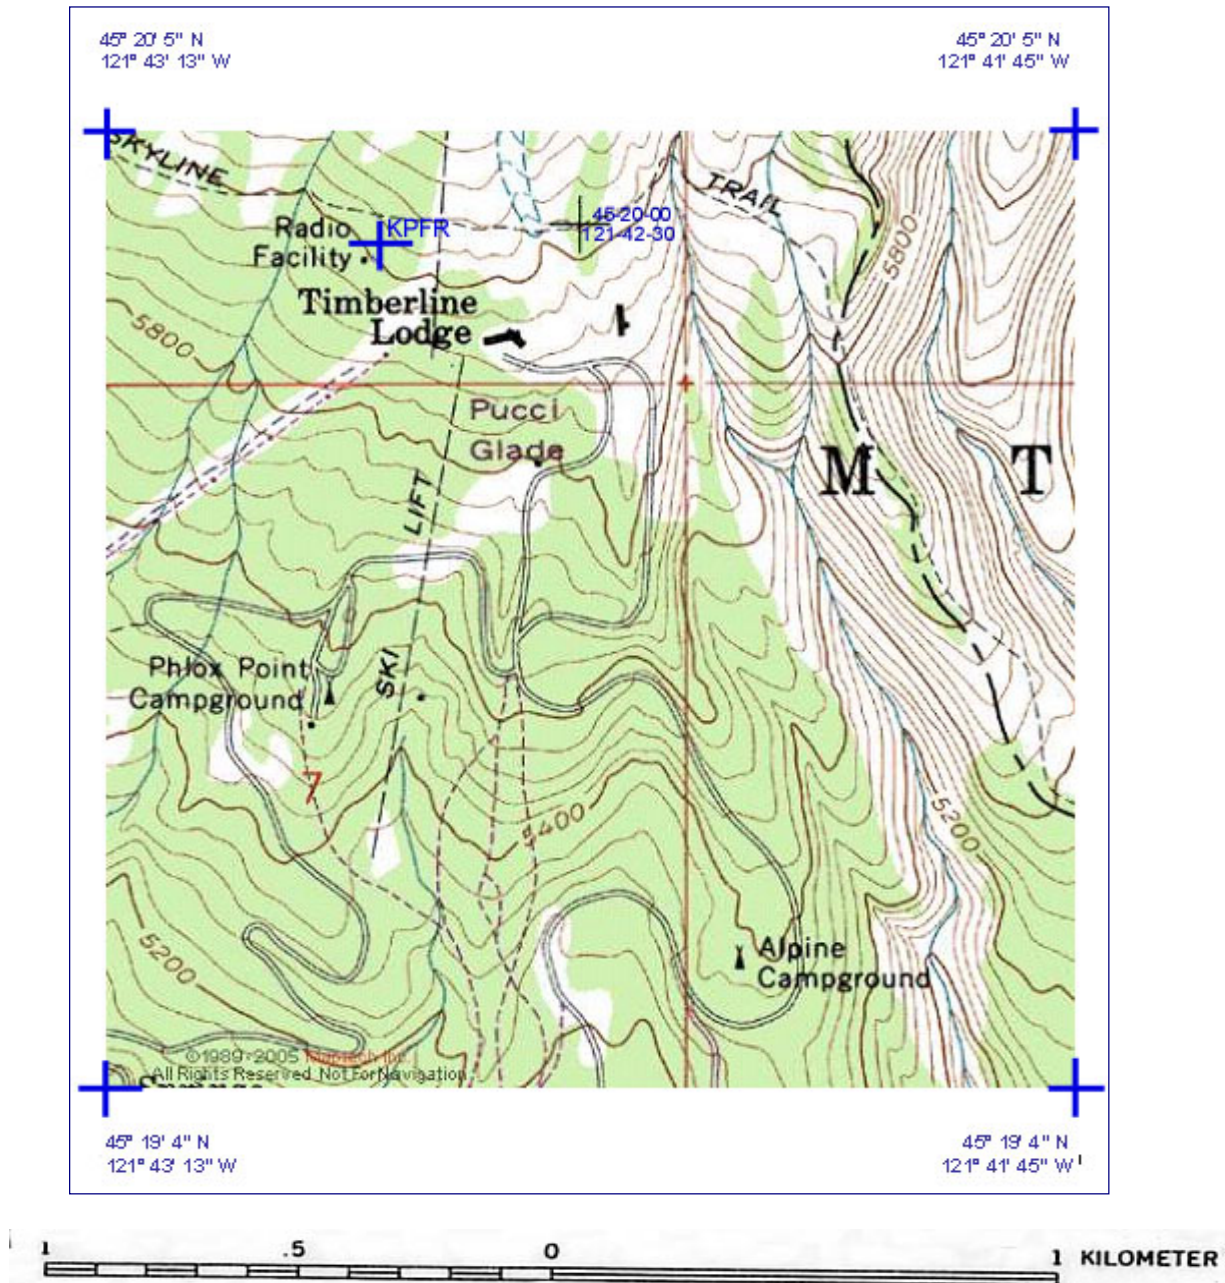 45° 20' 5" N
121° 43' 13" W
45° 20' 5" N
121° 41' 45" W
SKYLINE
TRAIL
Radio
Facility
KPFR
45-20-00
121-42-30
5800
Timberline
Lodge
5800
Pucci
Glade
M T
LIFT
SKI
Phlox Point
Campground
7
5400
5200
5200
Alpine
Campground
©1989-2005
All Rights Reserved. Not For Navigation
45° 19' 4" N
121° 43' 13" W
45° 19' 4" N
121° 41' 45" W
1 .5 0 1 KILOMETER